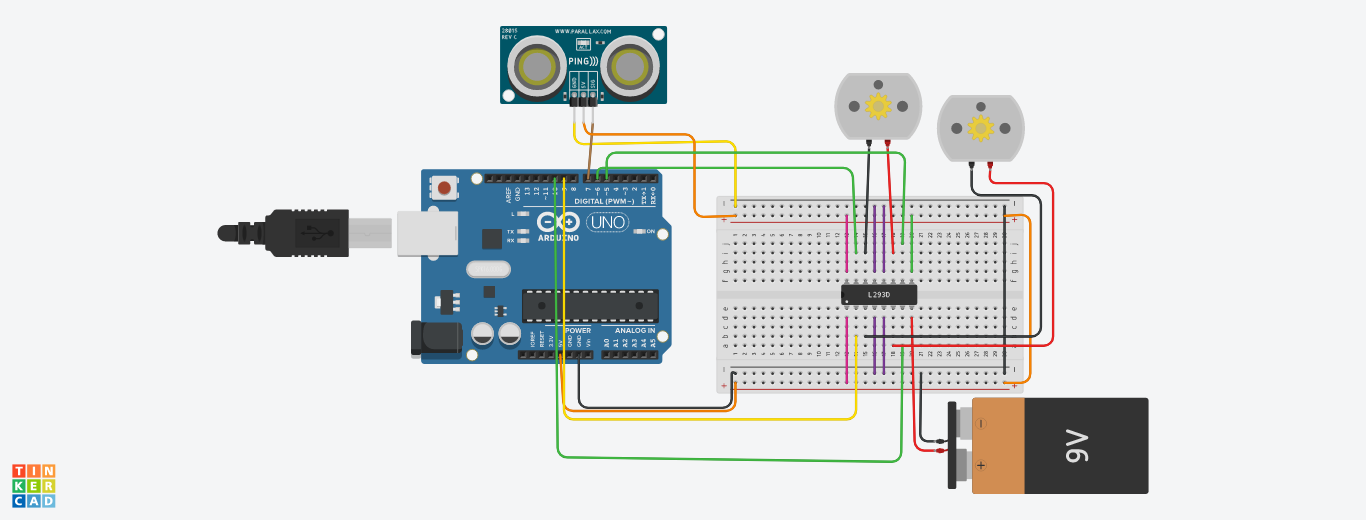 28015
REV C
WWW.PARALLAX.COM
ACT
PING)))
GND
5V
SIG
AREF
GND
13
12
~11
10
9
8
7
~6
~5
4
~3
2
TX→1
RX←0
DIGITAL (PWM~)
L
TX
RX
ARDUINO
UNO
ON
IOREF
RESET
3.3V
5V
GND
GND
Vin
POWER
ANALOG IN
A0
A1
A2
A3
A4
A5
L293D
9V
TIN
KER
CAD